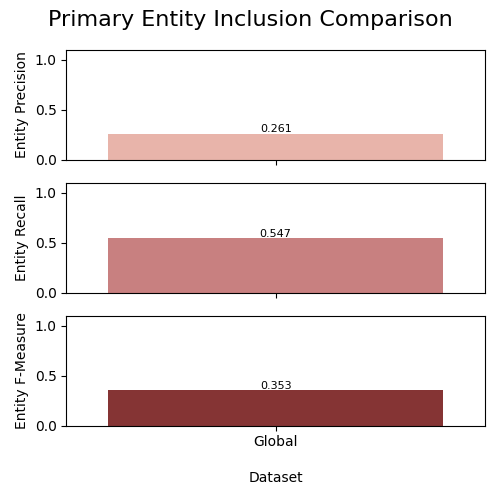 Primary Entity Inclusion Comparison
Entity Precision
1.0
0.5
0.0
0.261
Entity Recall
1.0
0.5
0.0
0.547
Entity F-Measure
1.0
0.5
0.0
0.353
Global
Dataset